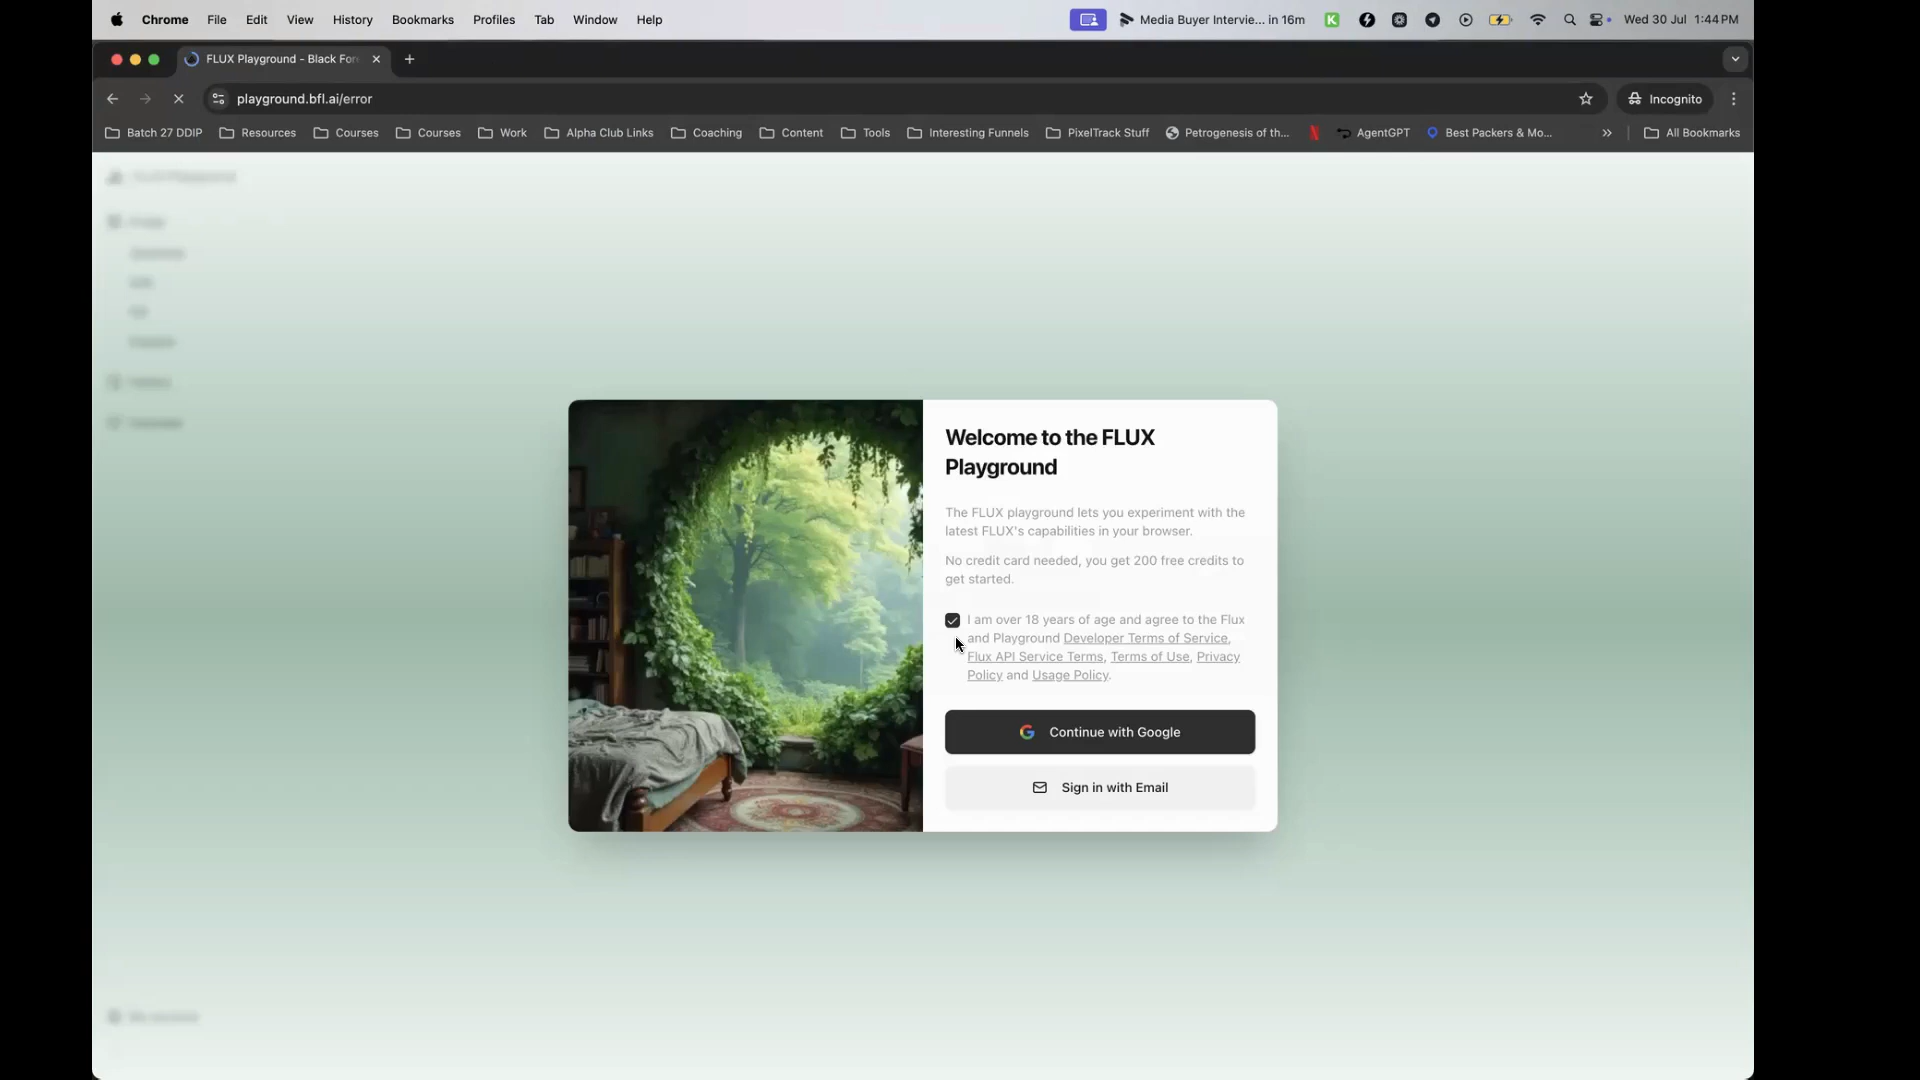 Chrome File Edit View History Bookmarks Profiles Tab Window Help Media Buyer Intervie... in 16m Wed 30 Jul 1:44 PM
FLUX Playground - Black For
playground.bfl.ai/error Incognito
Batch 27 DDIP Resources Courses Courses Work Alpha Club Links Coaching Content Tools Interesting Funnels PixelTrack Stuff Petrogenesis of th... AgentGPT Best Packers & Mo... » All Bookmarks
Welcome to the FLUX
Playground
The FLUX playground lets you experiment with the
latest FLUX's capabilities in your browser.
No credit card needed, you get 200 free credits to
get started.
I am over 18 years of age and agree to the Flux
and Playground Developer Terms of Service,
Flux API Service Terms, Terms of Use, Privacy
Policy and Usage Policy.
Continue with Google
Sign in with Email